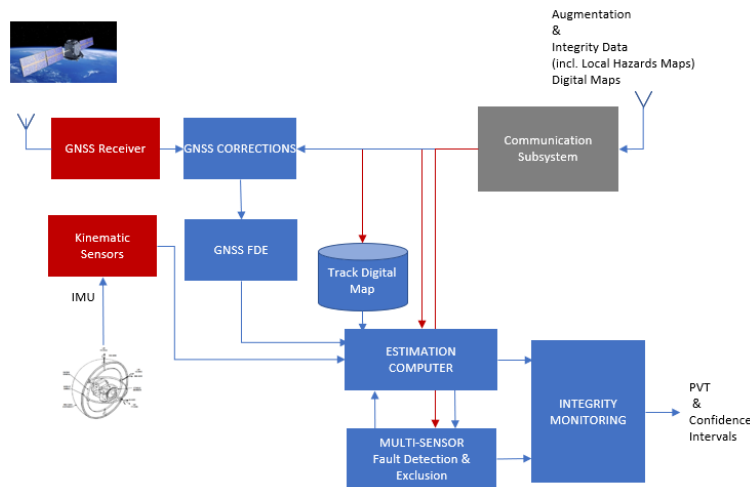 Augmentation
&
Integrity Data
(incl. Local Hazards Maps)
Digital Maps
GNSS Receiver
GNSS CORRECTIONS
Communication
Subsystem
Kinematic
Sensors
GNSS FDE
Track Digital
Map
IMU
ESTIMATION
COMPUTER
INTEGRITY
MONITORING
PVT
&
Confidence
Intervals
MULTI-SENSOR
Fault Detection &
Exclusion